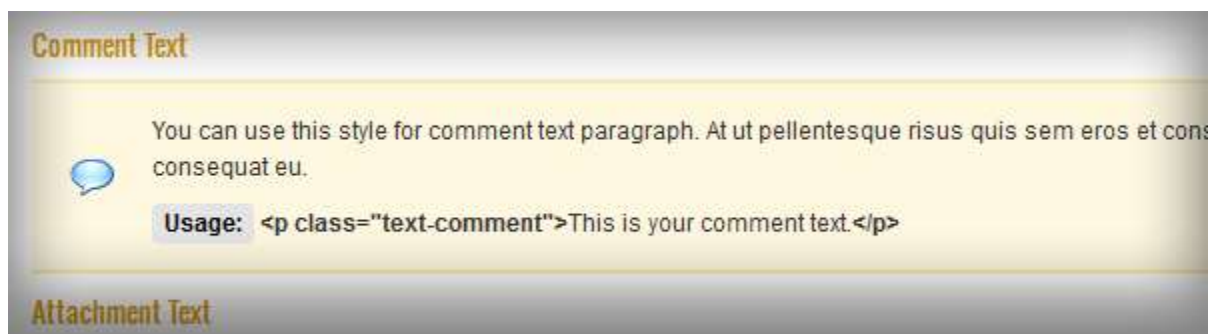 Comment Text
You can use this style for comment text paragraph. At ut pellentesque risus quis sem eros et
consequat eu.
Usage: <p class="text-comment">This is your comment text.</p>
Attachment Text